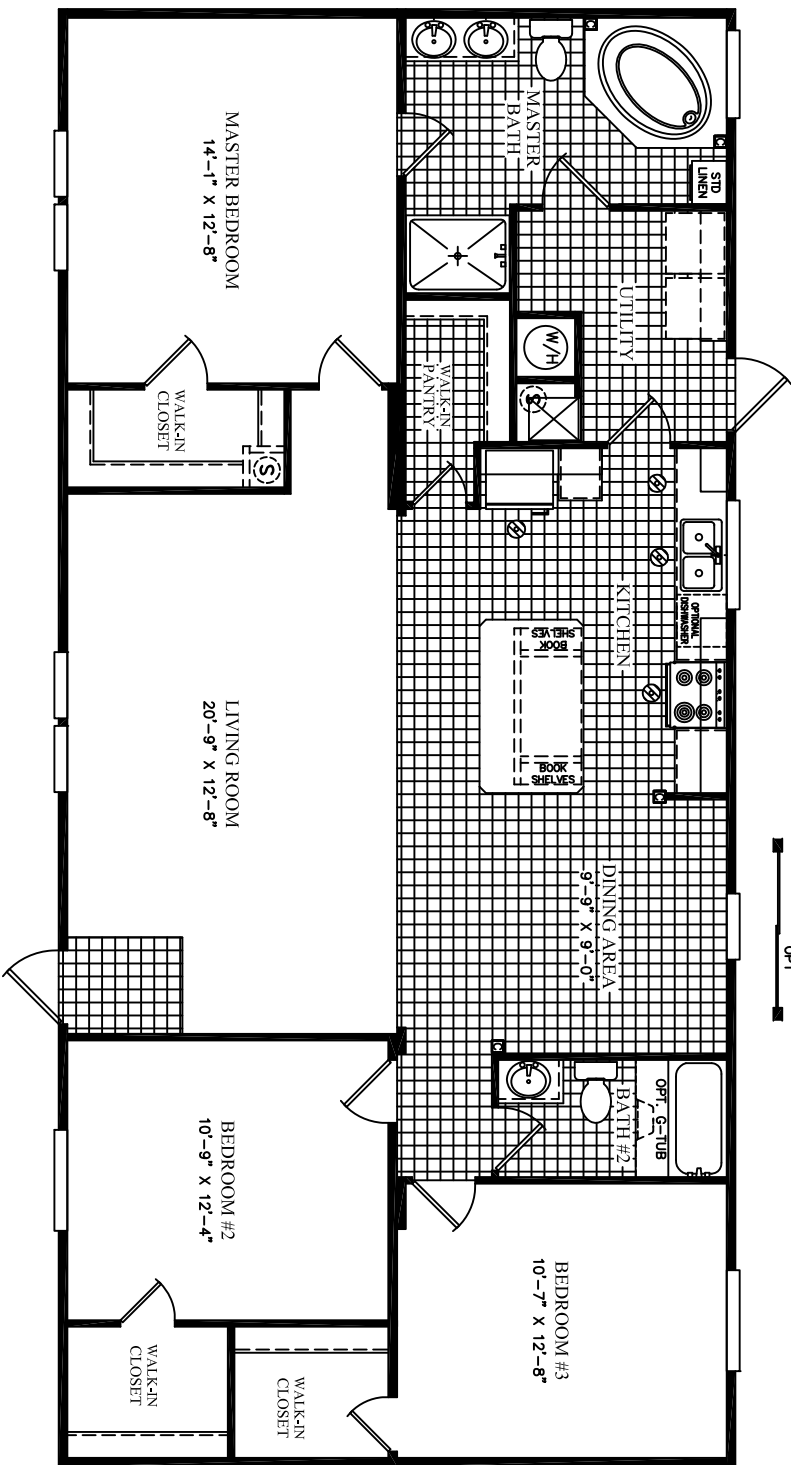 MASTER
BATH
STD
LINEN
MASTER BEDROOM
14'-1" X 12'-8"
UTILITY
W/H
WALK-IN
PANTRY
S
WALK-IN
CLOSET
S
KITCHEN
OPTIONAL
DISHWASHER
BOOK
SHELVES
BOOK
SHELVES
LIVING ROOM
20'-9" X 12'-8"
DINING AREA
9'-9" X 9'-0"
OPT
OPT. G-TUB
BATH #2
BEDROOM #2
10'-9" X 12'-4"
BEDROOM #3
10'-7" X 12'-8"
WALK-IN
CLOSET
WALK-IN
CLOSET
C
C
C
C